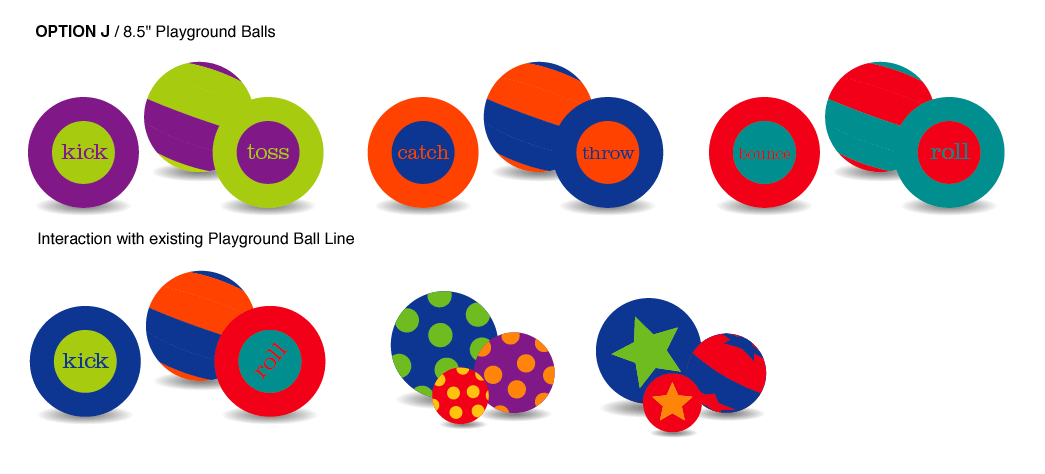 OPTION J / 8.5" Playground Balls
kick
toss
catch
throw
bounce
roll
Interaction with existing Playground Ball Line
kick
roll